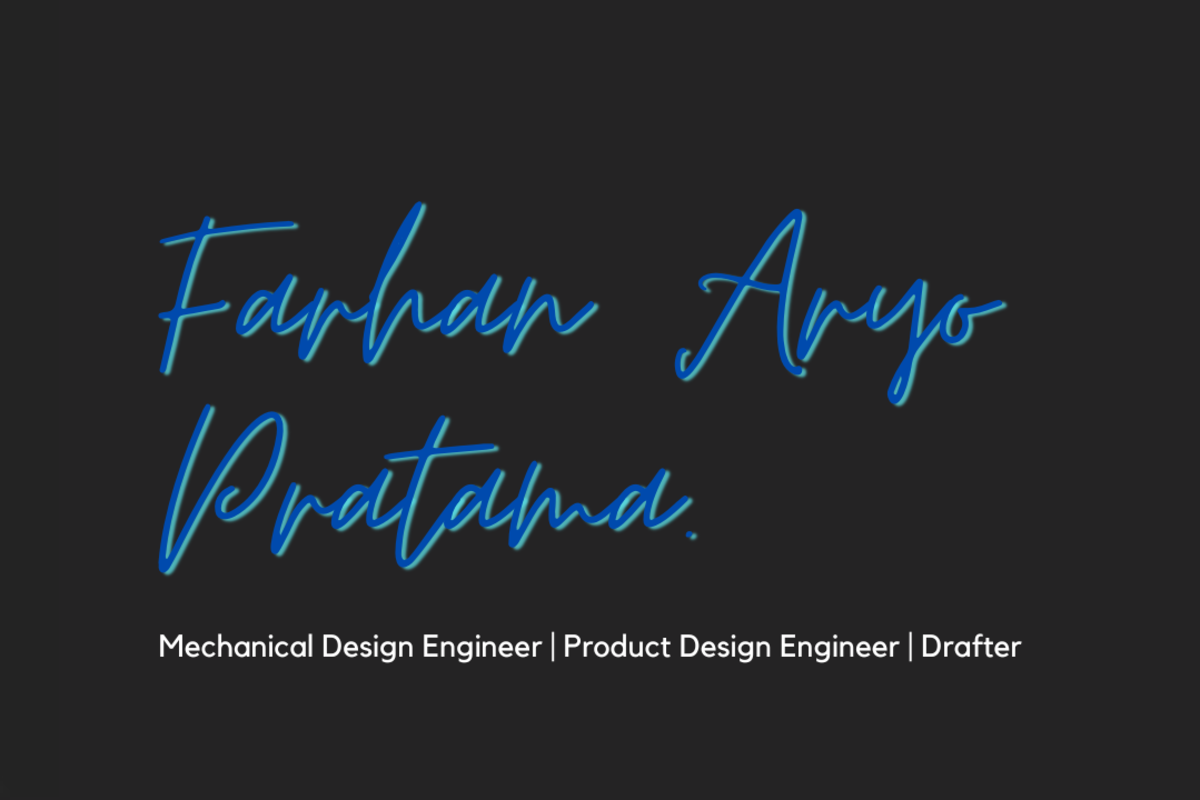 Farhan Aryo
Pratama.
Mechanical Design Engineer | Product Design Engineer | Drafter